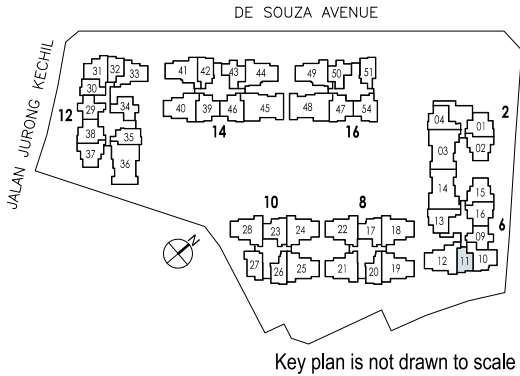 DE SOUZA AVENUE
JALAN JURONG KECHIL
31 32 33
30
29 34
12
38 35
37 36
41 42 43 44
40 39 46 45
14
49 50 51
48 47 54
16
2
04 01
03 02
14 15
13 16
6
09
12 11 10
10
28 23 24
27 26 25
8
22 17 18
21 20 19
N
Key plan is not drawn to scale